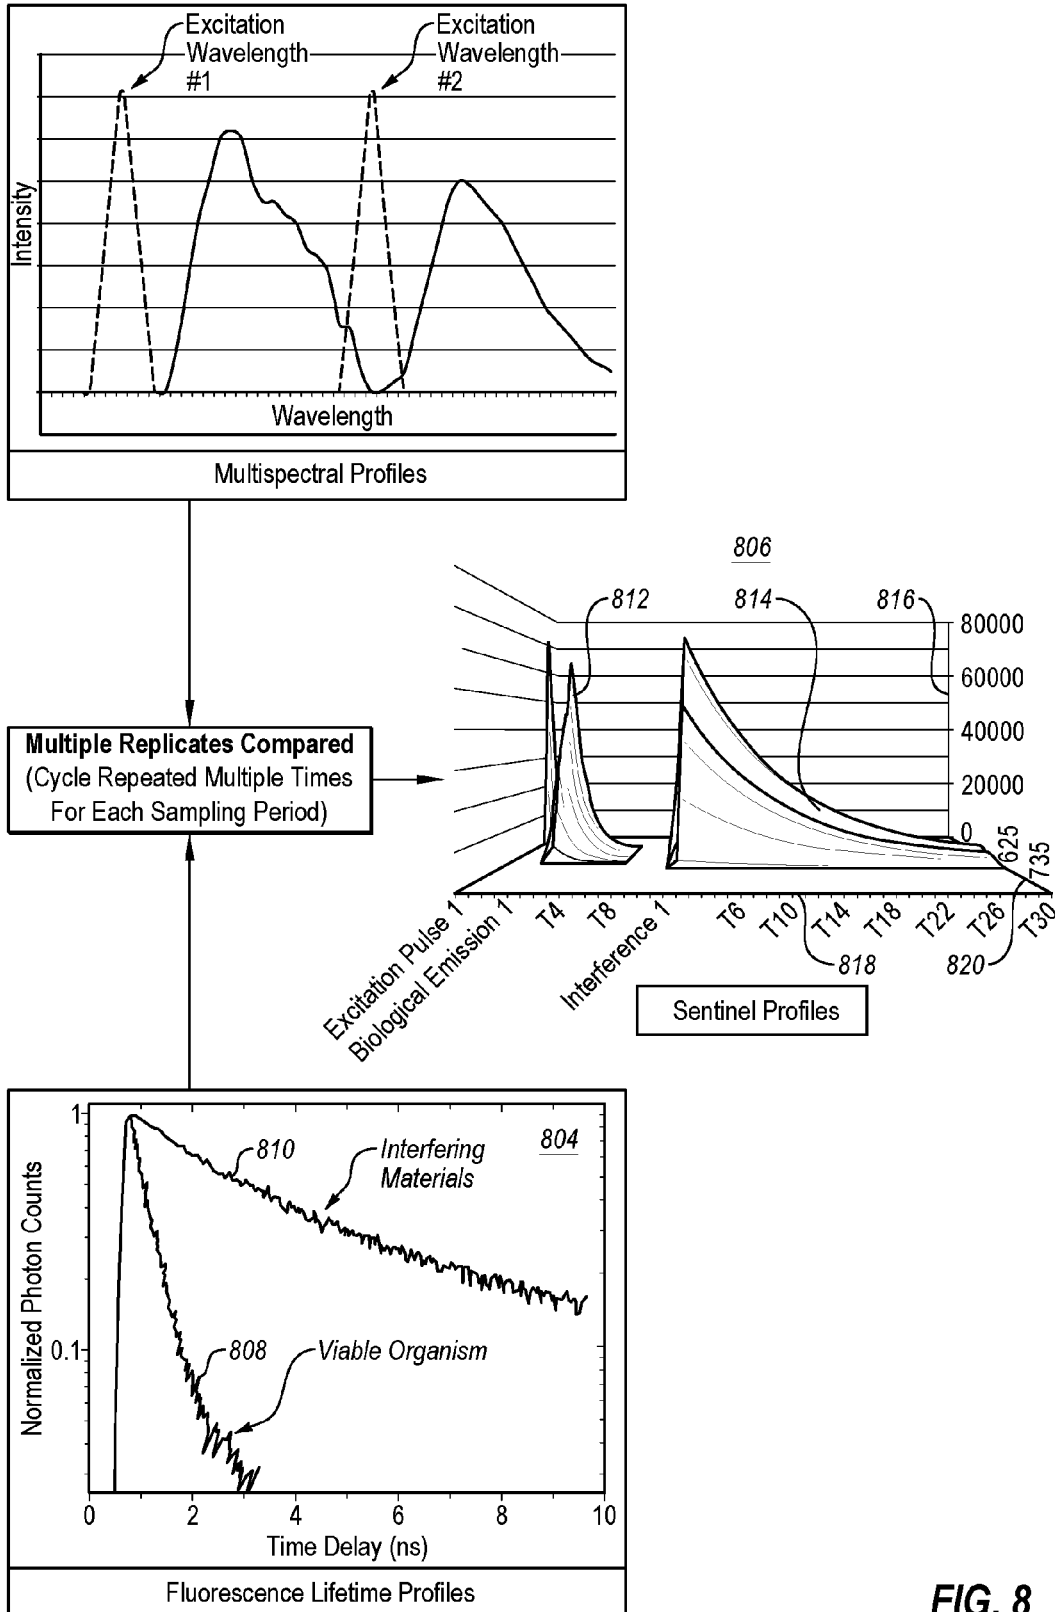 Excitation
Wavelength
#1
Excitation
Wavelength
#2
Intensity
Wavelength
Multispectral Profiles
806
812
814
816
80000
60000
40000
20000
0
625
735
Multiple Replicates Compared
(Cycle Repeated Multiple Times
For Each Sampling Period)
Excitation Pulse 1
Biological Emission 1
T4
T8
Interference 1
T6
T10
T14
T18
T22
T26
T30
818
820
Sentinel Profiles
804
810
Interfering
Materials
808
Viable Organism
Normalized Photon Counts
1
0.1
0
2
4
6
8
10
Time Delay (ns)
Fluorescence Lifetime Profiles
FIG. 8